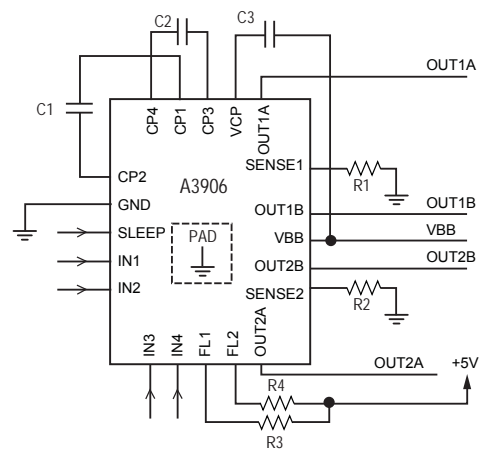 C2
C3
C1
OUT1A
CP4
CP1
CP3
VCP
OUT1A
SENSE1
R1
CP2
A3906
GND
OUT1B
OUT1B
SLEEP
PAD
VBB
VBB
IN1
OUT2B
OUT2B
IN2
SENSE2
R2
IN3
IN4
FL1
FL2
OUT2A
OUT2A
+5V
R4
R3